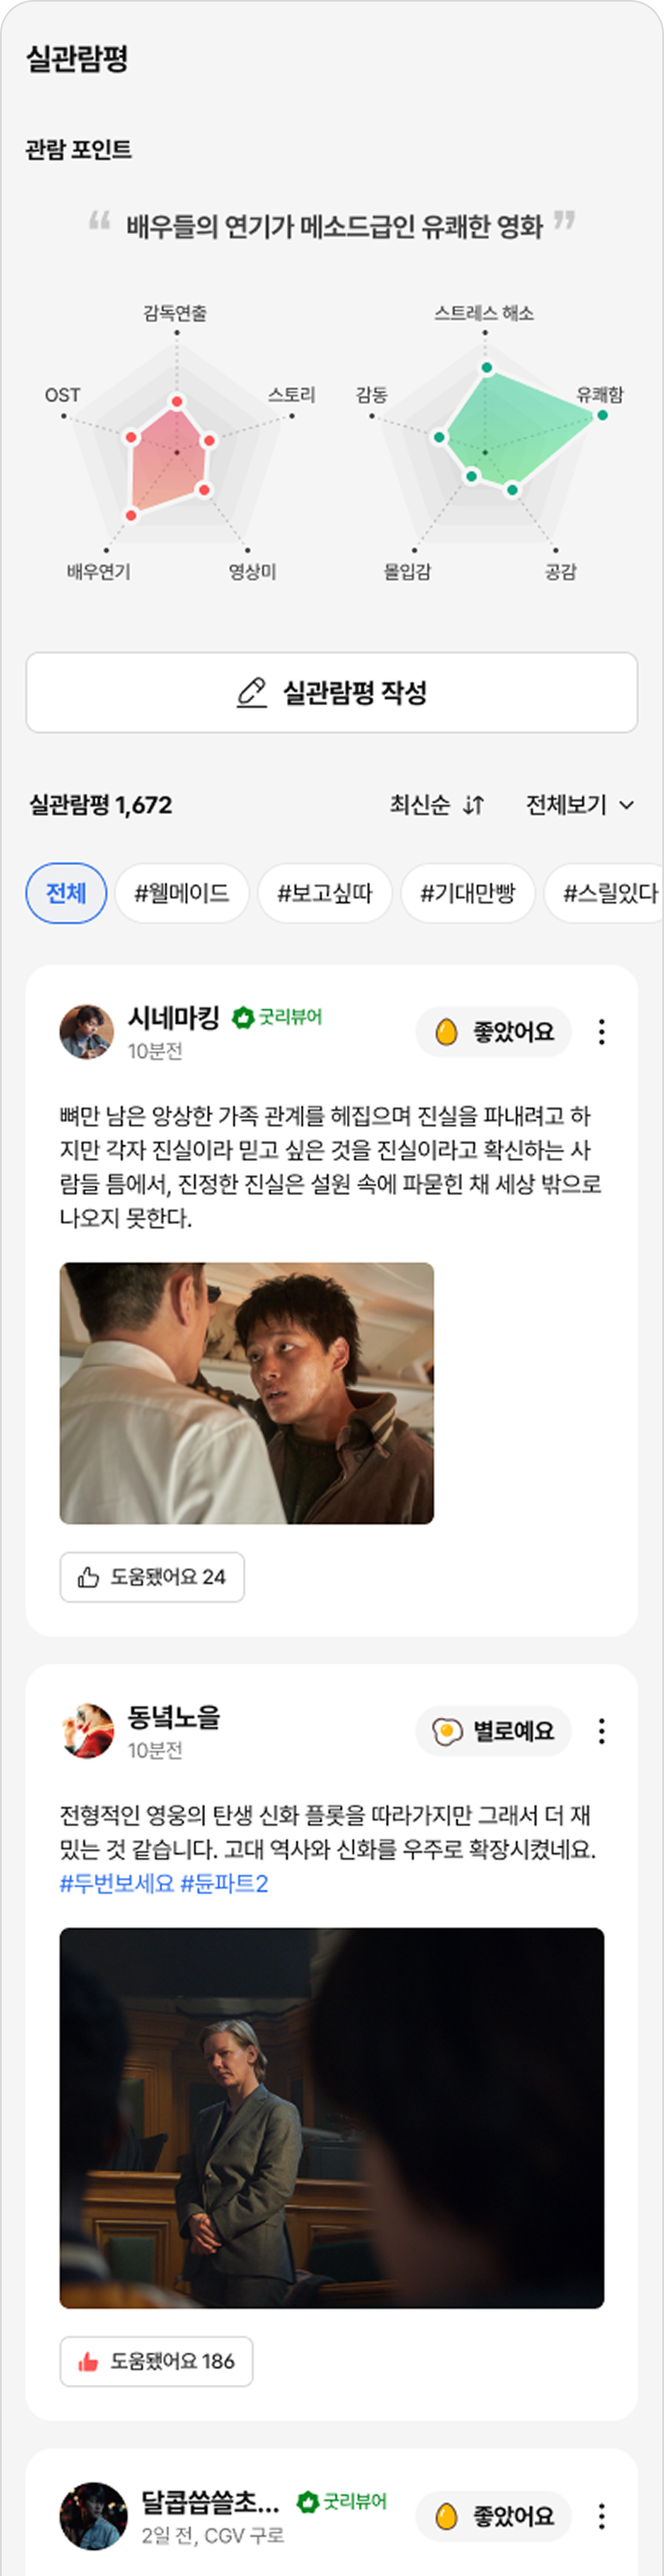 실관람평
관람 포인트
“ 배우들의 연기가 메소드급인 유쾌한 영화 ”
감독연출
스토리
영상미
배우연기
OST
스트레스 해소
유쾌함
공감
몰입감
감동
실관람평 작성
실관람평 1,672
최신순
전체보기
전체
#웰메이드
#보고싶따
#기대만빵
#스릴있다
시네마킹
굿리뷰어
10분전
좋았어요
뼈만 남은 앙상한 가족 관계를 헤집으며 진실을 파내려고 하
지만 각자 진실이라 믿고 싶은 것을 진실이라고 확신하는 사
람들 틈에서, 진정한 진실은 설원 속에 파묻힌 채 세상 밖으로
나오지 못한다.
도움됐어요 24
동녘노을
10분전
별로예요
전형적인 영웅의 탄생 신화 플롯을 따라가지만 그래서 더 재
밌는 것 같습니다. 고대 역사와 신화를 우주로 확장시켰네요.
#두번보세요 #듄파트2
도움됐어요 186
달콥씁쓸초...
굿리뷰어
2일 전, CGV 구로
좋았어요